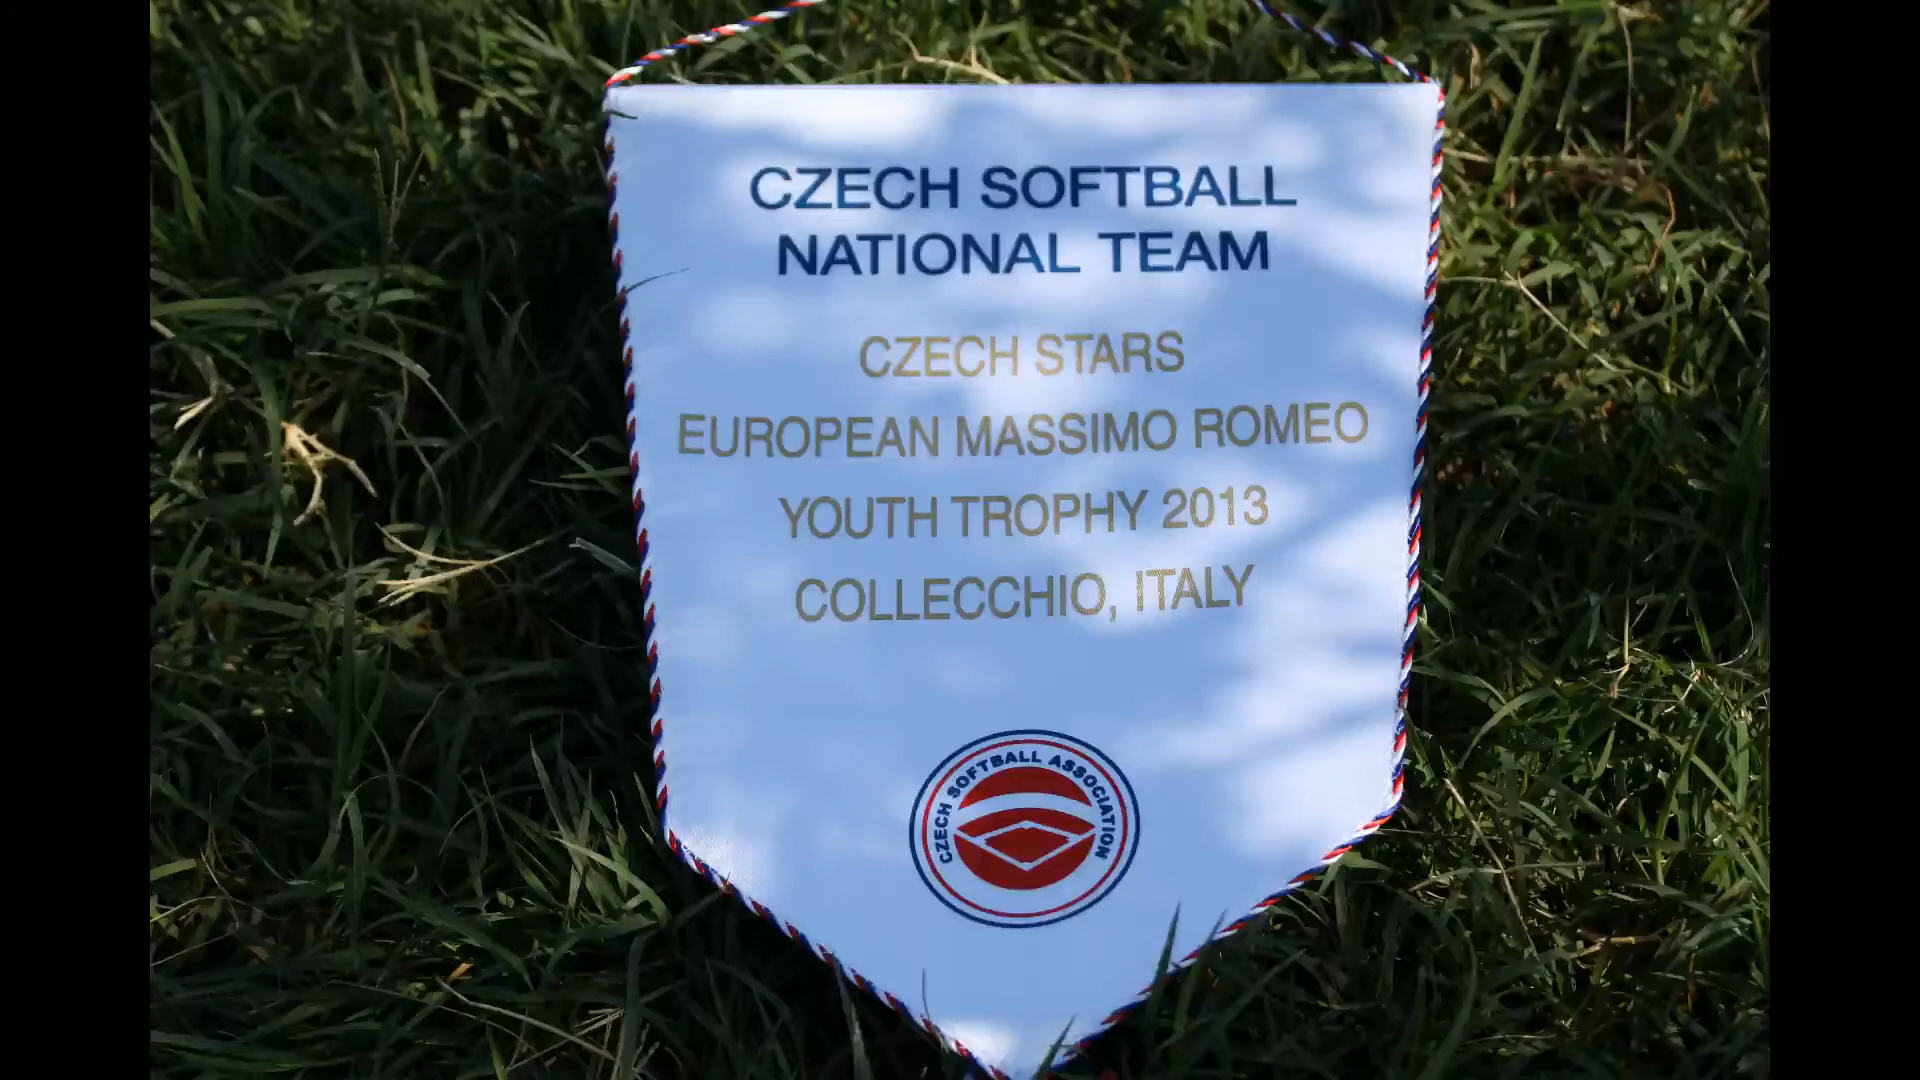 CZECH SOFTBALL
NATIONAL TEAM
CZECH STARS
EUROPEAN MASSIMO ROMEO
YOUTH TROPHY 2013
COLLECCHIO, ITALY
CZECH SOFTBALL ASSOCIATION